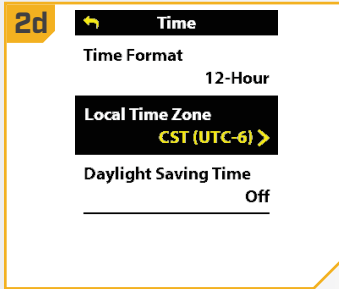 2d
Time
Time Format
12-Hour
Local Time Zone
CST (UTC-6)
Daylight Saving Time
Off